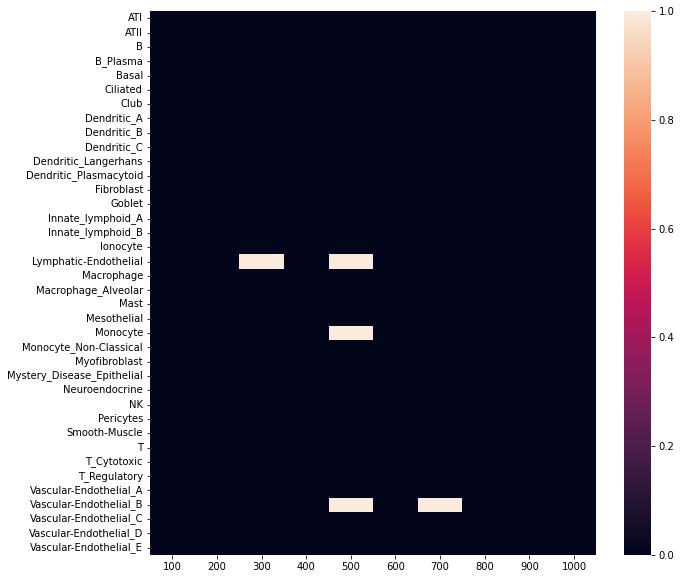 ATI
ATII
B
B_Plasma
Basal
Ciliated
Club
Dendritic_A
Dendritic_B
Dendritic_C
Dendritic_Langerhans
Dendritic_Plasmacytoid
Fibroblast
Goblet
Innate_lymphoid_A
Innate_lymphoid_B
Ionocyte
Lymphatic-Endothelial
Macrophage
Macrophage_Alveolar
Mast
Mesothelial
Monocyte
Monocyte_Non-Classical
Myofibroblast
Mystery_Disease_Epithelial
Neuroendocrine
NK
Pericytes
Smooth-Muscle
T
T_Cytotoxic
T_Regulatory
Vascular-Endothelial_A
Vascular-Endothelial_B
Vascular-Endothelial_C
Vascular-Endothelial_D
Vascular-Endothelial_E
100 200 300 400 500 600 700 800 900 1000
1.0
0.8
0.6
0.4
0.2
0.0